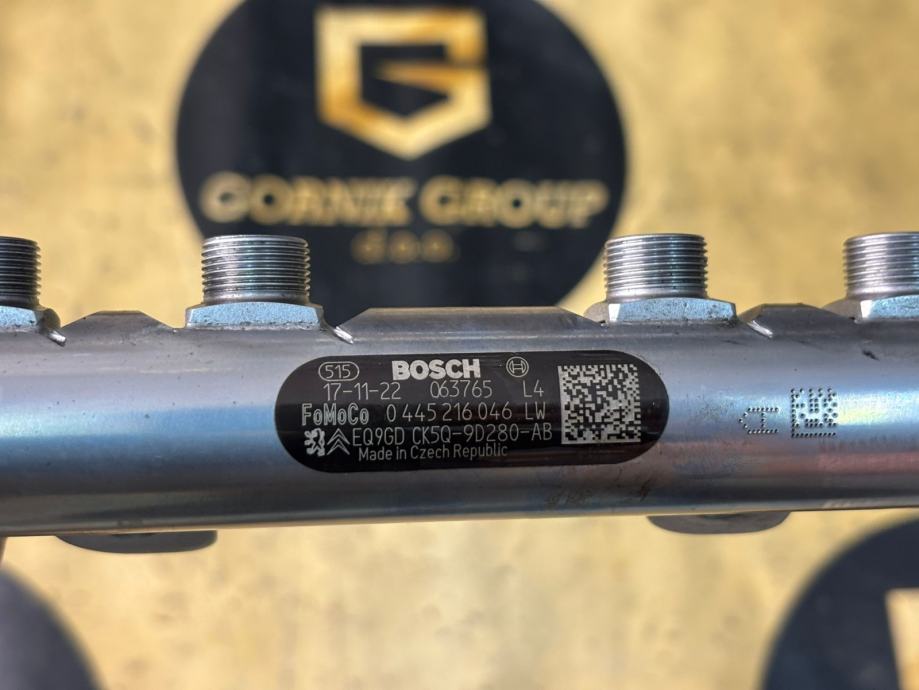 GORNIK GROUP
d.o.o.
515 BOSCH
17-11-22 063765 L4
FoMoCo 0 445 216 046 LW
EQ9GD CK5Q-9D280-AB
Made in Czech Republic